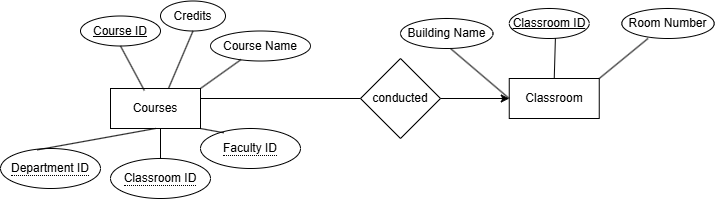 Credits
Course ID
Course Name
Building Name
Classroom ID
Room Number
Courses
conducted
Classroom
Department ID
Classroom ID
Faculty ID